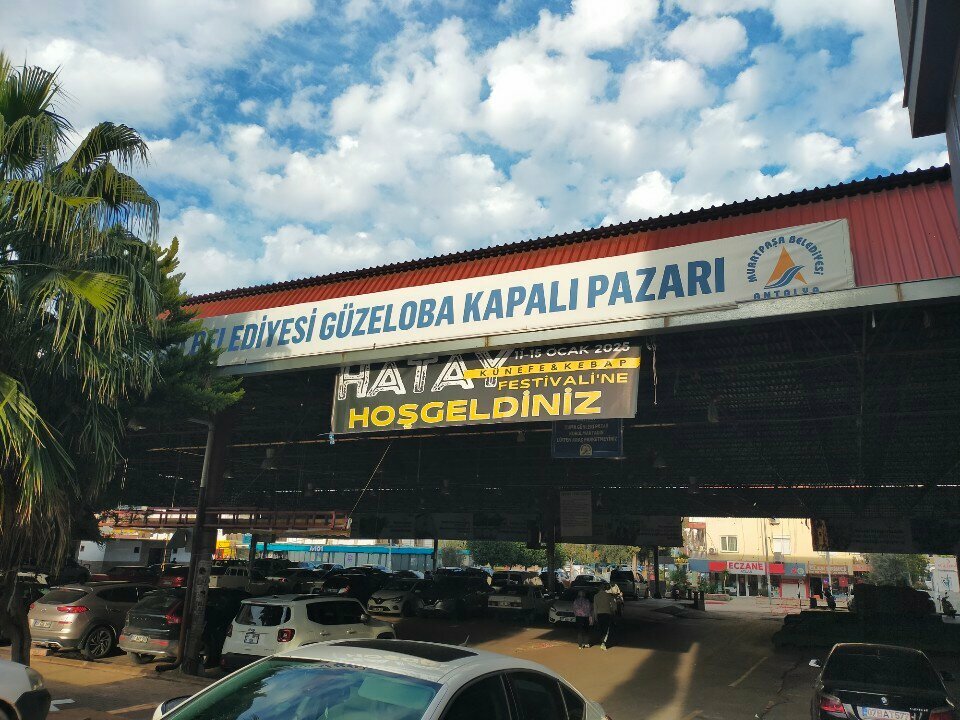 BELEDİYESİ GÜZELOBA KAPALI PAZARI
MURATPAŞA BELEDİYESİ
ANTALYA
HATAY
11-15 OCAK 2025
KÜNEFE&KEBAP
FESTİVALİ'NE
HOŞGELDİNİZ
ECZANE